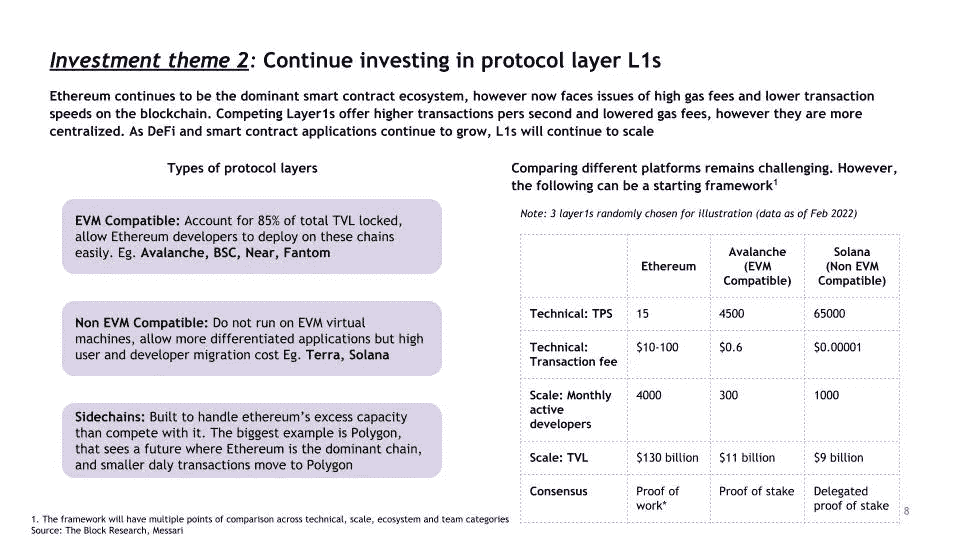 Investment theme 2: Continue investing in protocol layer L1s
Ethereum continues to be the dominant smart contract ecosystem, however now faces issues of high gas fees and lower transaction
speeds on the blockchain. Competing Layer1s offer higher transactions pers second and lowered gas fees, however they are more
centralized. As DeFi and smart contract applications continue to grow, L1s will continue to scale
Types of protocol layers
EVM Compatible: Account for 85% of total TVL locked,
allow Ethereum developers to deploy on these chains
easily. Eg. Avalanche, BSC, Near, Fantom
Non EVM Compatible: Do not run on EVM virtual
machines, allow more differentiated applications but high
user and developer migration cost Eg. Terra, Solana
Sidechains: Built to handle ethereum's excess capacity
than compete with it. The biggest example is Polygon,
that sees a future where Ethereum is the dominant chain,
and smaller daly transactions move to Polygon
Comparing different platforms remains challenging. However,
the following can be a starting framework1
Note: 3 layer1s randomly chosen for illustration (data as of Feb 2022)
Ethereum
Avalanche
(EVM
Compatible)
Solana
(Non EVM
Compatible)
Technical: TPS
15
4500
65000
Technical:
Transaction fee
$10-100
$0.6
$0.00001
Scale: Monthly
active
developers
4000
300
1000
Scale: TVL
$130 billion
$11 billion
$9 billion
Consensus
Proof of
work*
Proof of stake
Delegated
proof of stake
1. The framework will have multiple points of comparison across technical, scale, ecosystem and team categories
Source: The Block Research, Messari
8